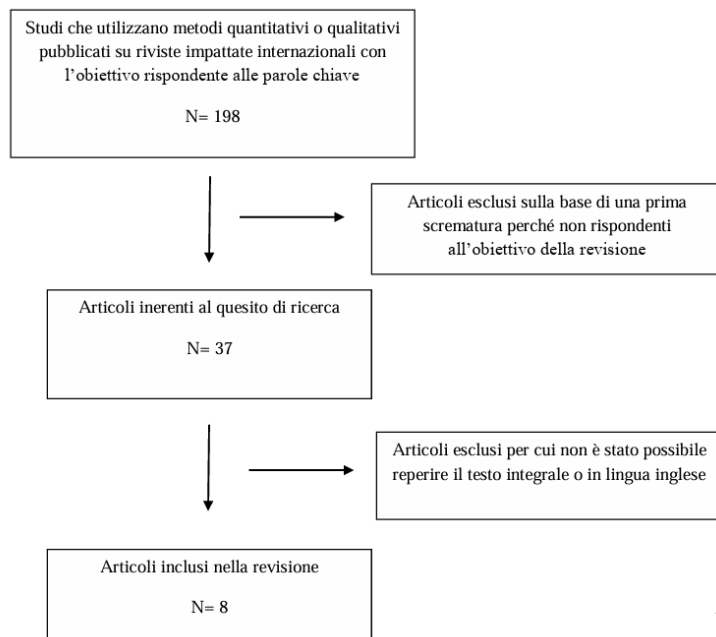 Studi che utilizzano metodi quantitativi o qualitativi
pubblicati su riviste impattate internazionali con
l’obiettivo rispondente alle parole chiave
N= 198
Articoli esclusi sulla base di una prima
scrematura perché non rispondenti
all’obiettivo della revisione
Articoli inerenti al quesito di ricerca
N= 37
Articoli esclusi per cui non è stato possibile
reperire il testo integrale o in lingua inglese
Articoli inclusi nella revisione
N= 8